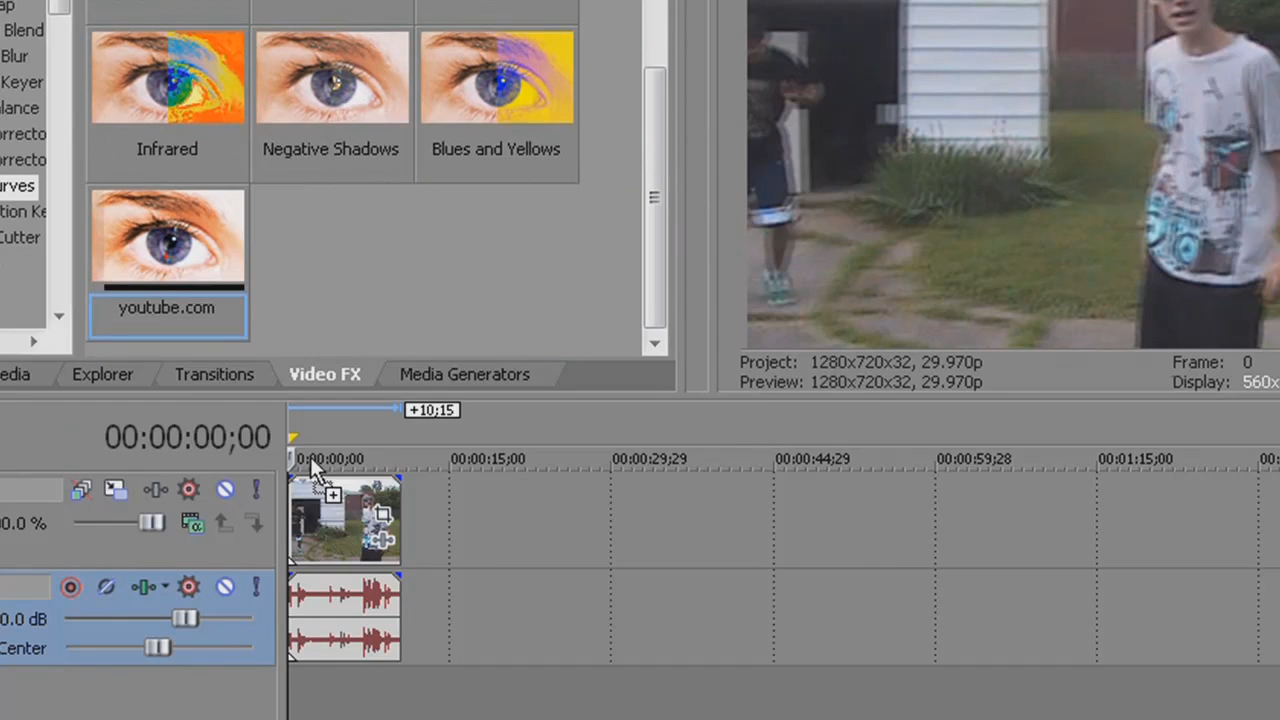 ap
Blend
Blur
Keyer
alance
orrecto
orrecto
urves
tion Ke
Cutter
Infrared
Negative Shadows
Blues and Yellows
youtube.com
edia
Explorer
Transitions
Video FX
Media Generators
Project: 1280x720x32, 29.970p
Frame: 0
Preview: 1280x720x32, 29.970p
Display: 560x
+10;15
00:00:00;00
0:00:00;00
00:00:15;00
00:00:29;29
00:00:44;29
00:00:59;28
00:01:15;00
00:
0.0 %
0.0 dB
Center